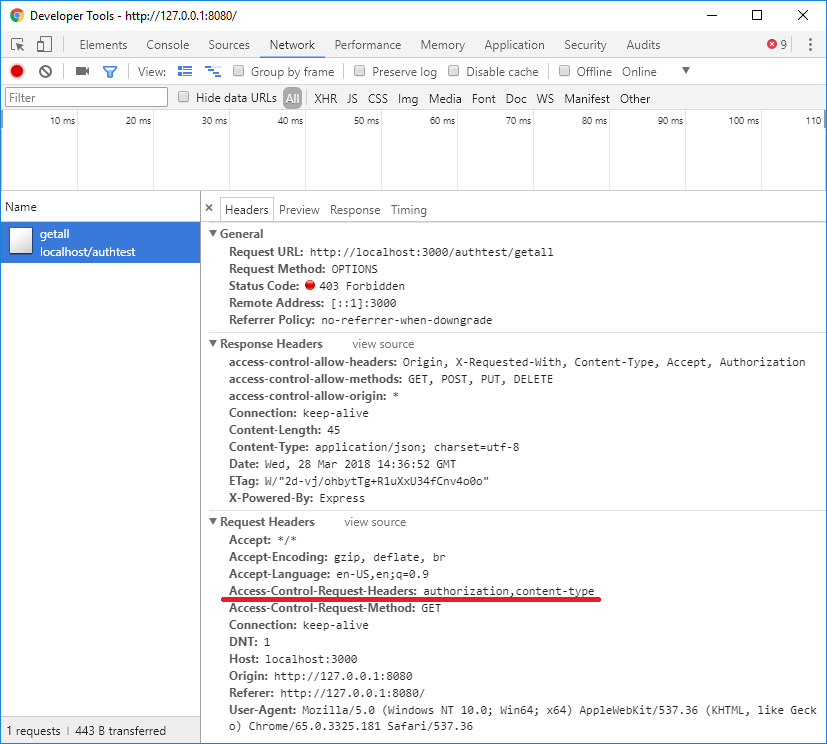 Developer Tools - http://127.0.0.1:8080/
Elements Console Sources Network Performance Memory Application Security Audits 9
View: Group by frame Preserve log Disable cache Offline Online
Filter Hide data URLs All XHR JS CSS Img Media Font Doc WS Manifest Other
10 ms 20 ms 30 ms 40 ms 50 ms 60 ms 70 ms 80 ms 90 ms 100 ms 110
Name
getall
localhost/authtest
× Headers Preview Response Timing
General
Request URL: http://localhost:3000/authtest/getall
Request Method: OPTIONS
Status Code: 403 Forbidden
Remote Address: [::1]:3000
Referrer Policy: no-referrer-when-downgrade
Response Headers view source
access-control-allow-headers: Origin, X-Requested-With, Content-Type, Accept, Authorization
access-control-allow-methods: GET, POST, PUT, DELETE
access-control-allow-origin: *
Connection: keep-alive
Content-Length: 45
Content-Type: application/json; charset=utf-8
Date: Wed, 28 Mar 2018 14:36:52 GMT
ETag: W/"2d-vj/ohbytTg+R1uXxU34fCnv4o0o"
X-Powered-By: Express
Request Headers view source
Accept: */*
Accept-Encoding: gzip, deflate, br
Accept-Language: en-US,en;q=0.9
Access-Control-Request-Headers: authorization,content-type
Access-Control-Request-Method: GET
Connection: keep-alive
DNT: 1
Host: localhost:3000
Origin: http://127.0.0.1:8080
Referer: http://127.0.0.1:8080/
User-Agent: Mozilla/5.0 (Windows NT 10.0; Win64; x64) AppleWebKit/537.36 (KHTML, like Geck
o) Chrome/65.0.3325.181 Safari/537.36
1 requests | 443 B transferred